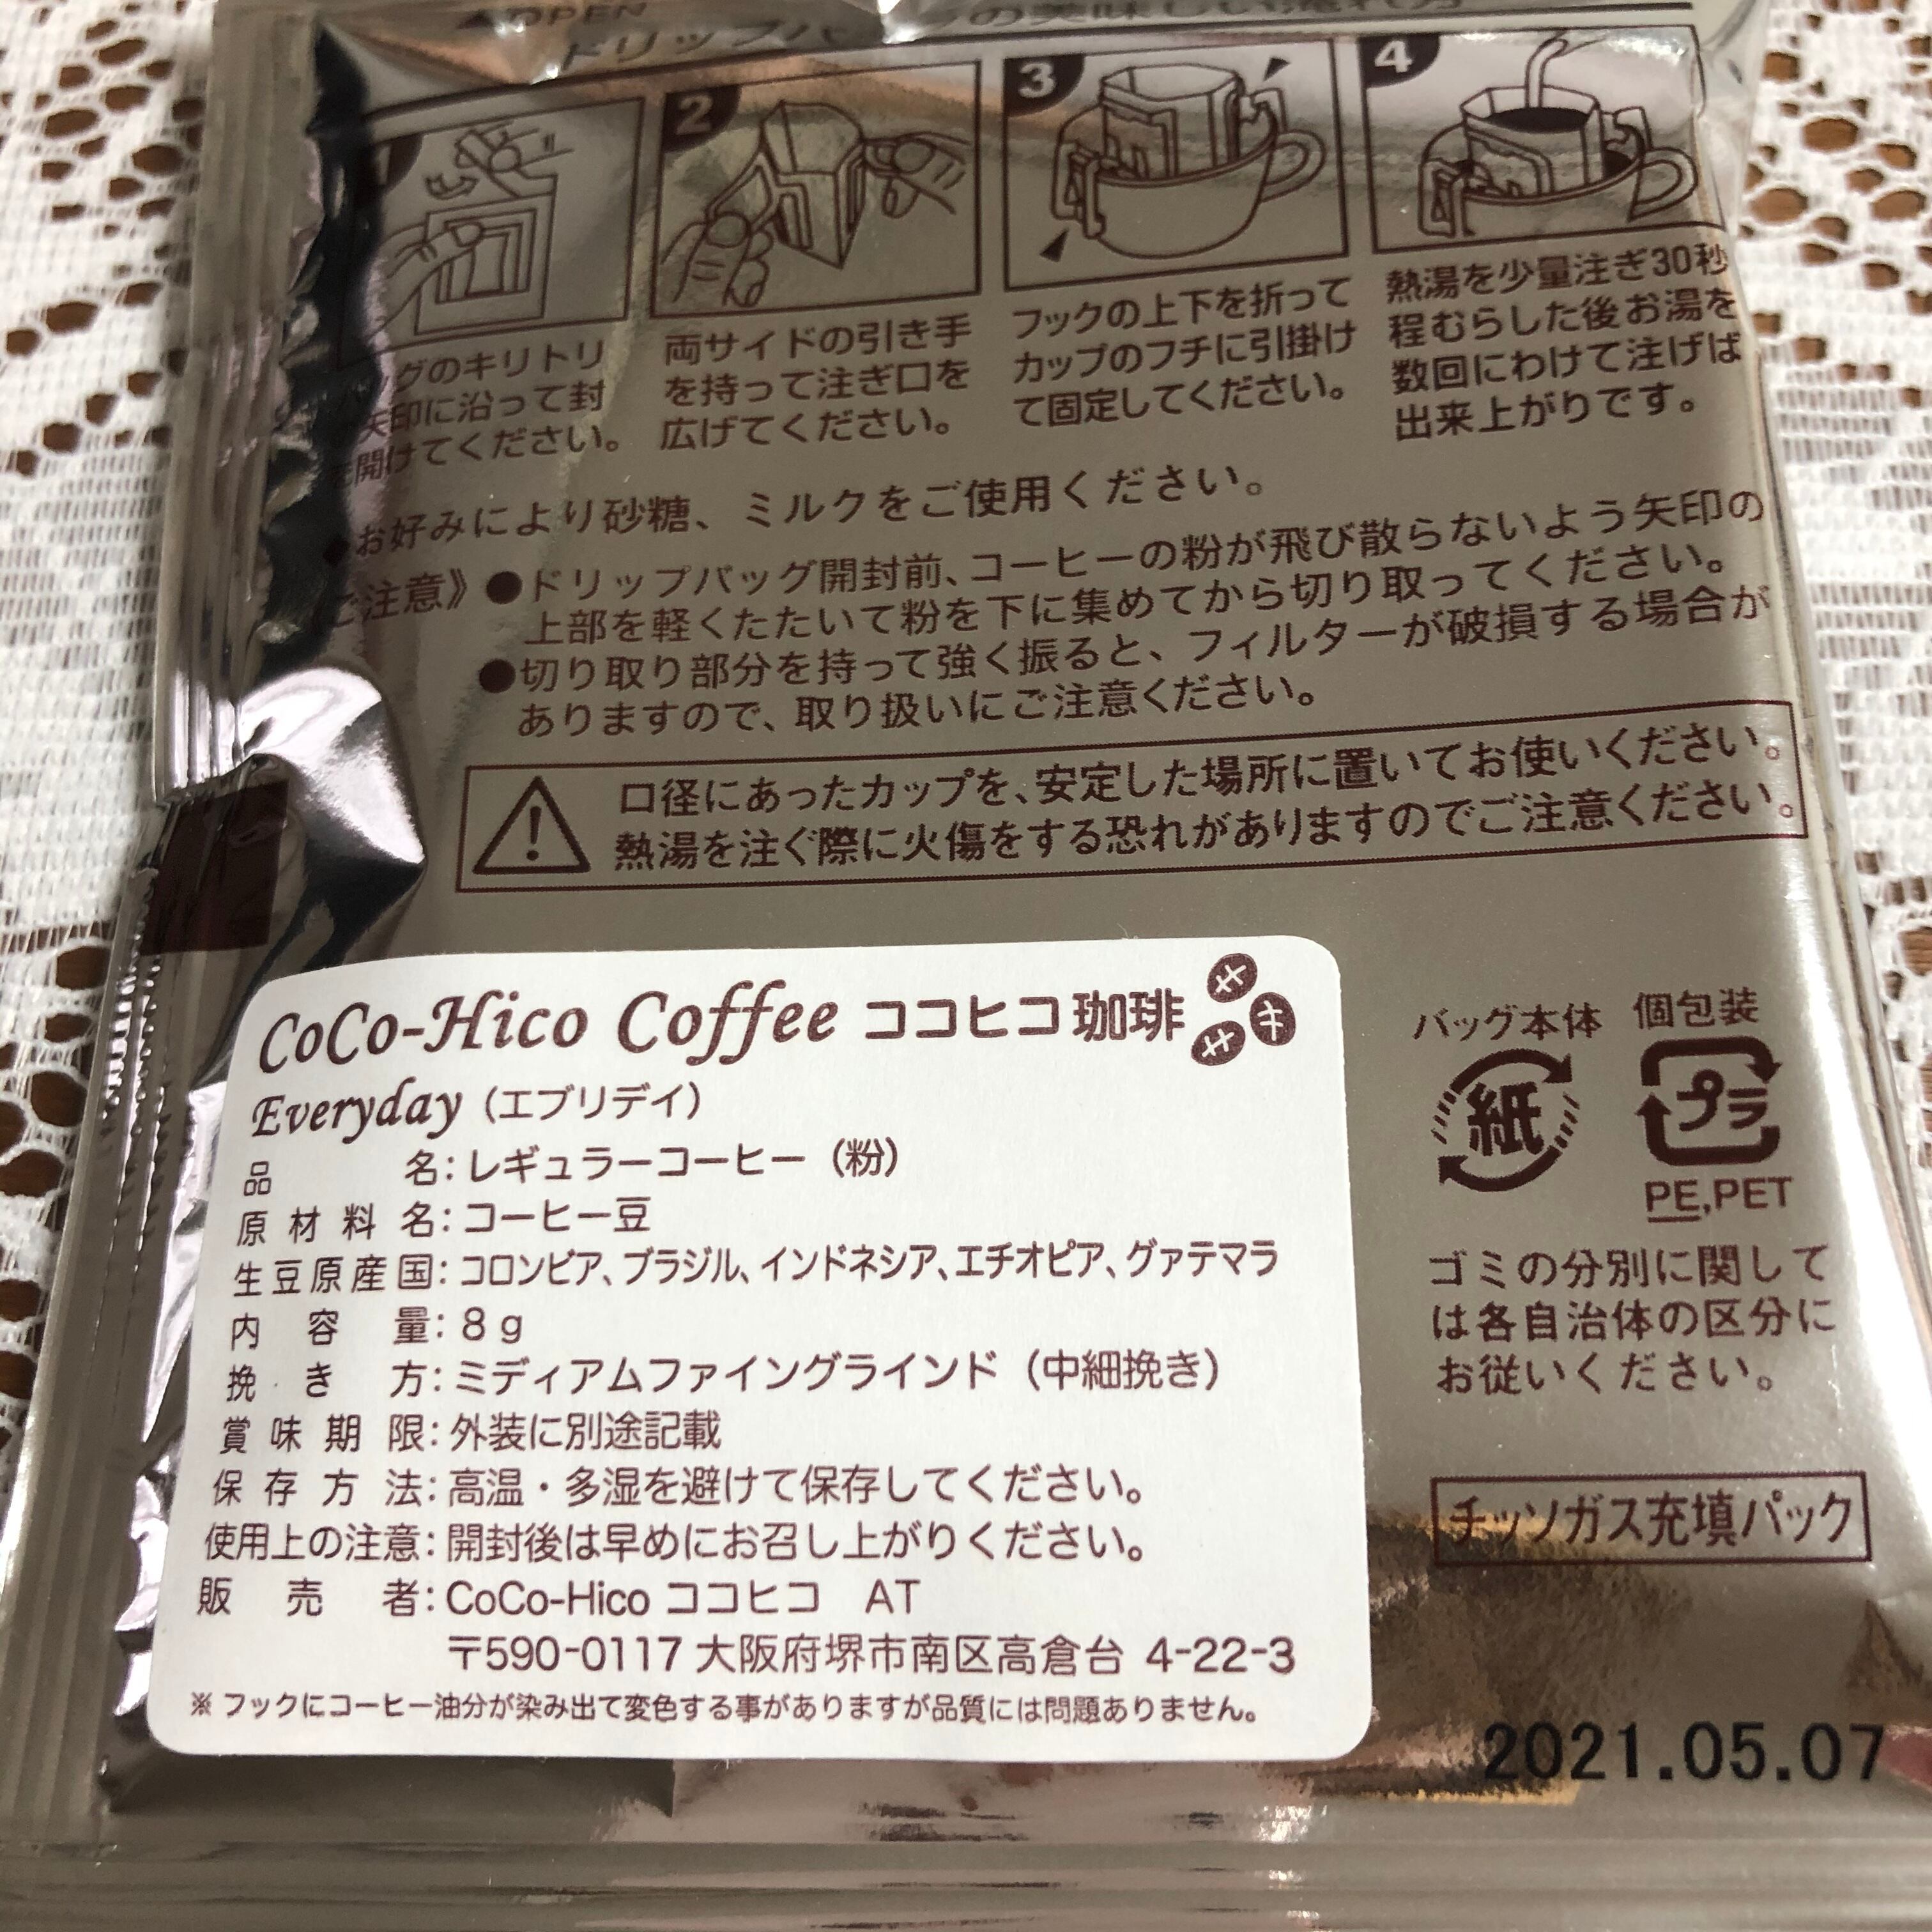 OPEN
ドリップバッグの美味しい淹れ方
1
2
3
4
グのキリトリ
矢印に沿って封
を開けてください。
両サイドの引き手
を持って注ぎ口を
広げてください。
フックの上下を折って
カップのフチに引掛け
て固定してください。
熱湯を少量注ぎ30秒
程むらした後お湯を
数回にわけて注げば
出来上がりです。
◆お好みにより砂糖、ミルクをご使用ください。
ご注意》●ドリップバッグ開封前、コーヒーの粉が飛び散らないよう矢印の
上部を軽くたたいて粉を下に集めてから切り取ってください。
●切り取り部分を持って強く振ると、フィルターが破損する場合が
ありますので、取り扱いにご注意ください。
口径にあったカップを、安定した場所に置いてお使いください。
熱湯を注ぐ際に火傷をする恐れがありますのでご注意ください。
CoCo-Hico Coffee ココヒコ珈琲
Everyday（エブリデイ）
品名：レギュラーコーヒー（粉）
原材料名：コーヒー豆
生豆原産国：コロンビア、ブラジル、インドネシア、エチオピア、グァテマラ
内容量：8ｇ
挽き方：ミディアムファイングラインド（中細挽き）
賞味期限：外装に別途記載
保存方法：高温・多湿を避けて保存してください。
使用上の注意：開封後は早めにお召し上がりください。
販売者：CoCo-Hico ココヒコ　AT
〒590-0117 大阪府堺市南区高倉台 4-22-3
※フックにコーヒー油分が染み出て変色する事がありますが品質には問題ありません。
バッグ本体 個包装
紙 プラ
PE,PET
ゴミの分別に関して
は各自治体の区分に
お従いください。
チッソガス充填パック
2021.05.07